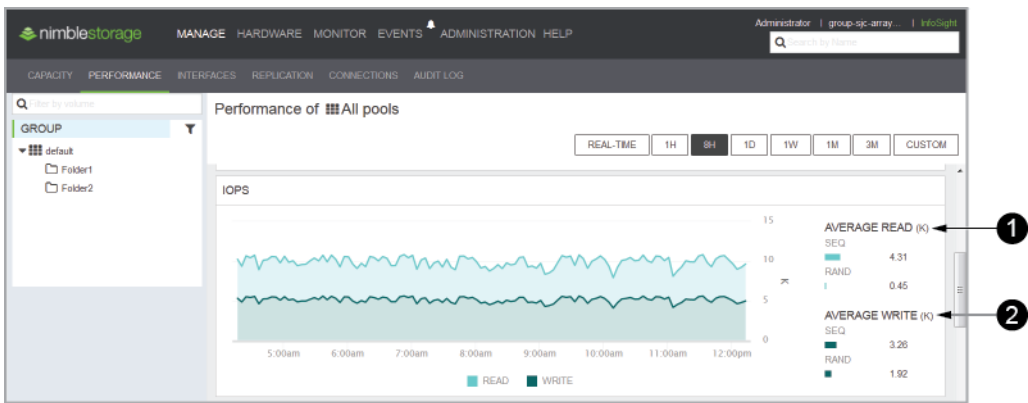 Administrator | group-sjc-array... | InfoSight
nimblestorage MANAGE HARDWARE MONITOR EVENTS ADMINISTRATION HELP
Search by Name
CAPACITY PERFORMANCE INTERFACES REPLICATION CONNECTIONS AUDIT LOG
Filter by volume
Performance of All pools
GROUP
default
Folder1
Folder2
REAL-TIME 1H 8H 1D 1W 1M 3M CUSTOM
IOPS
15
10
5
0
K
5:00am 6:00am 7:00am 8:00am 9:00am 10:00am 11:00am 12:00pm
READ WRITE
AVERAGE READ (K)
SEQ
4.31
RAND
0.45
AVERAGE WRITE (K)
SEQ
3.26
RAND
1.92
1
2